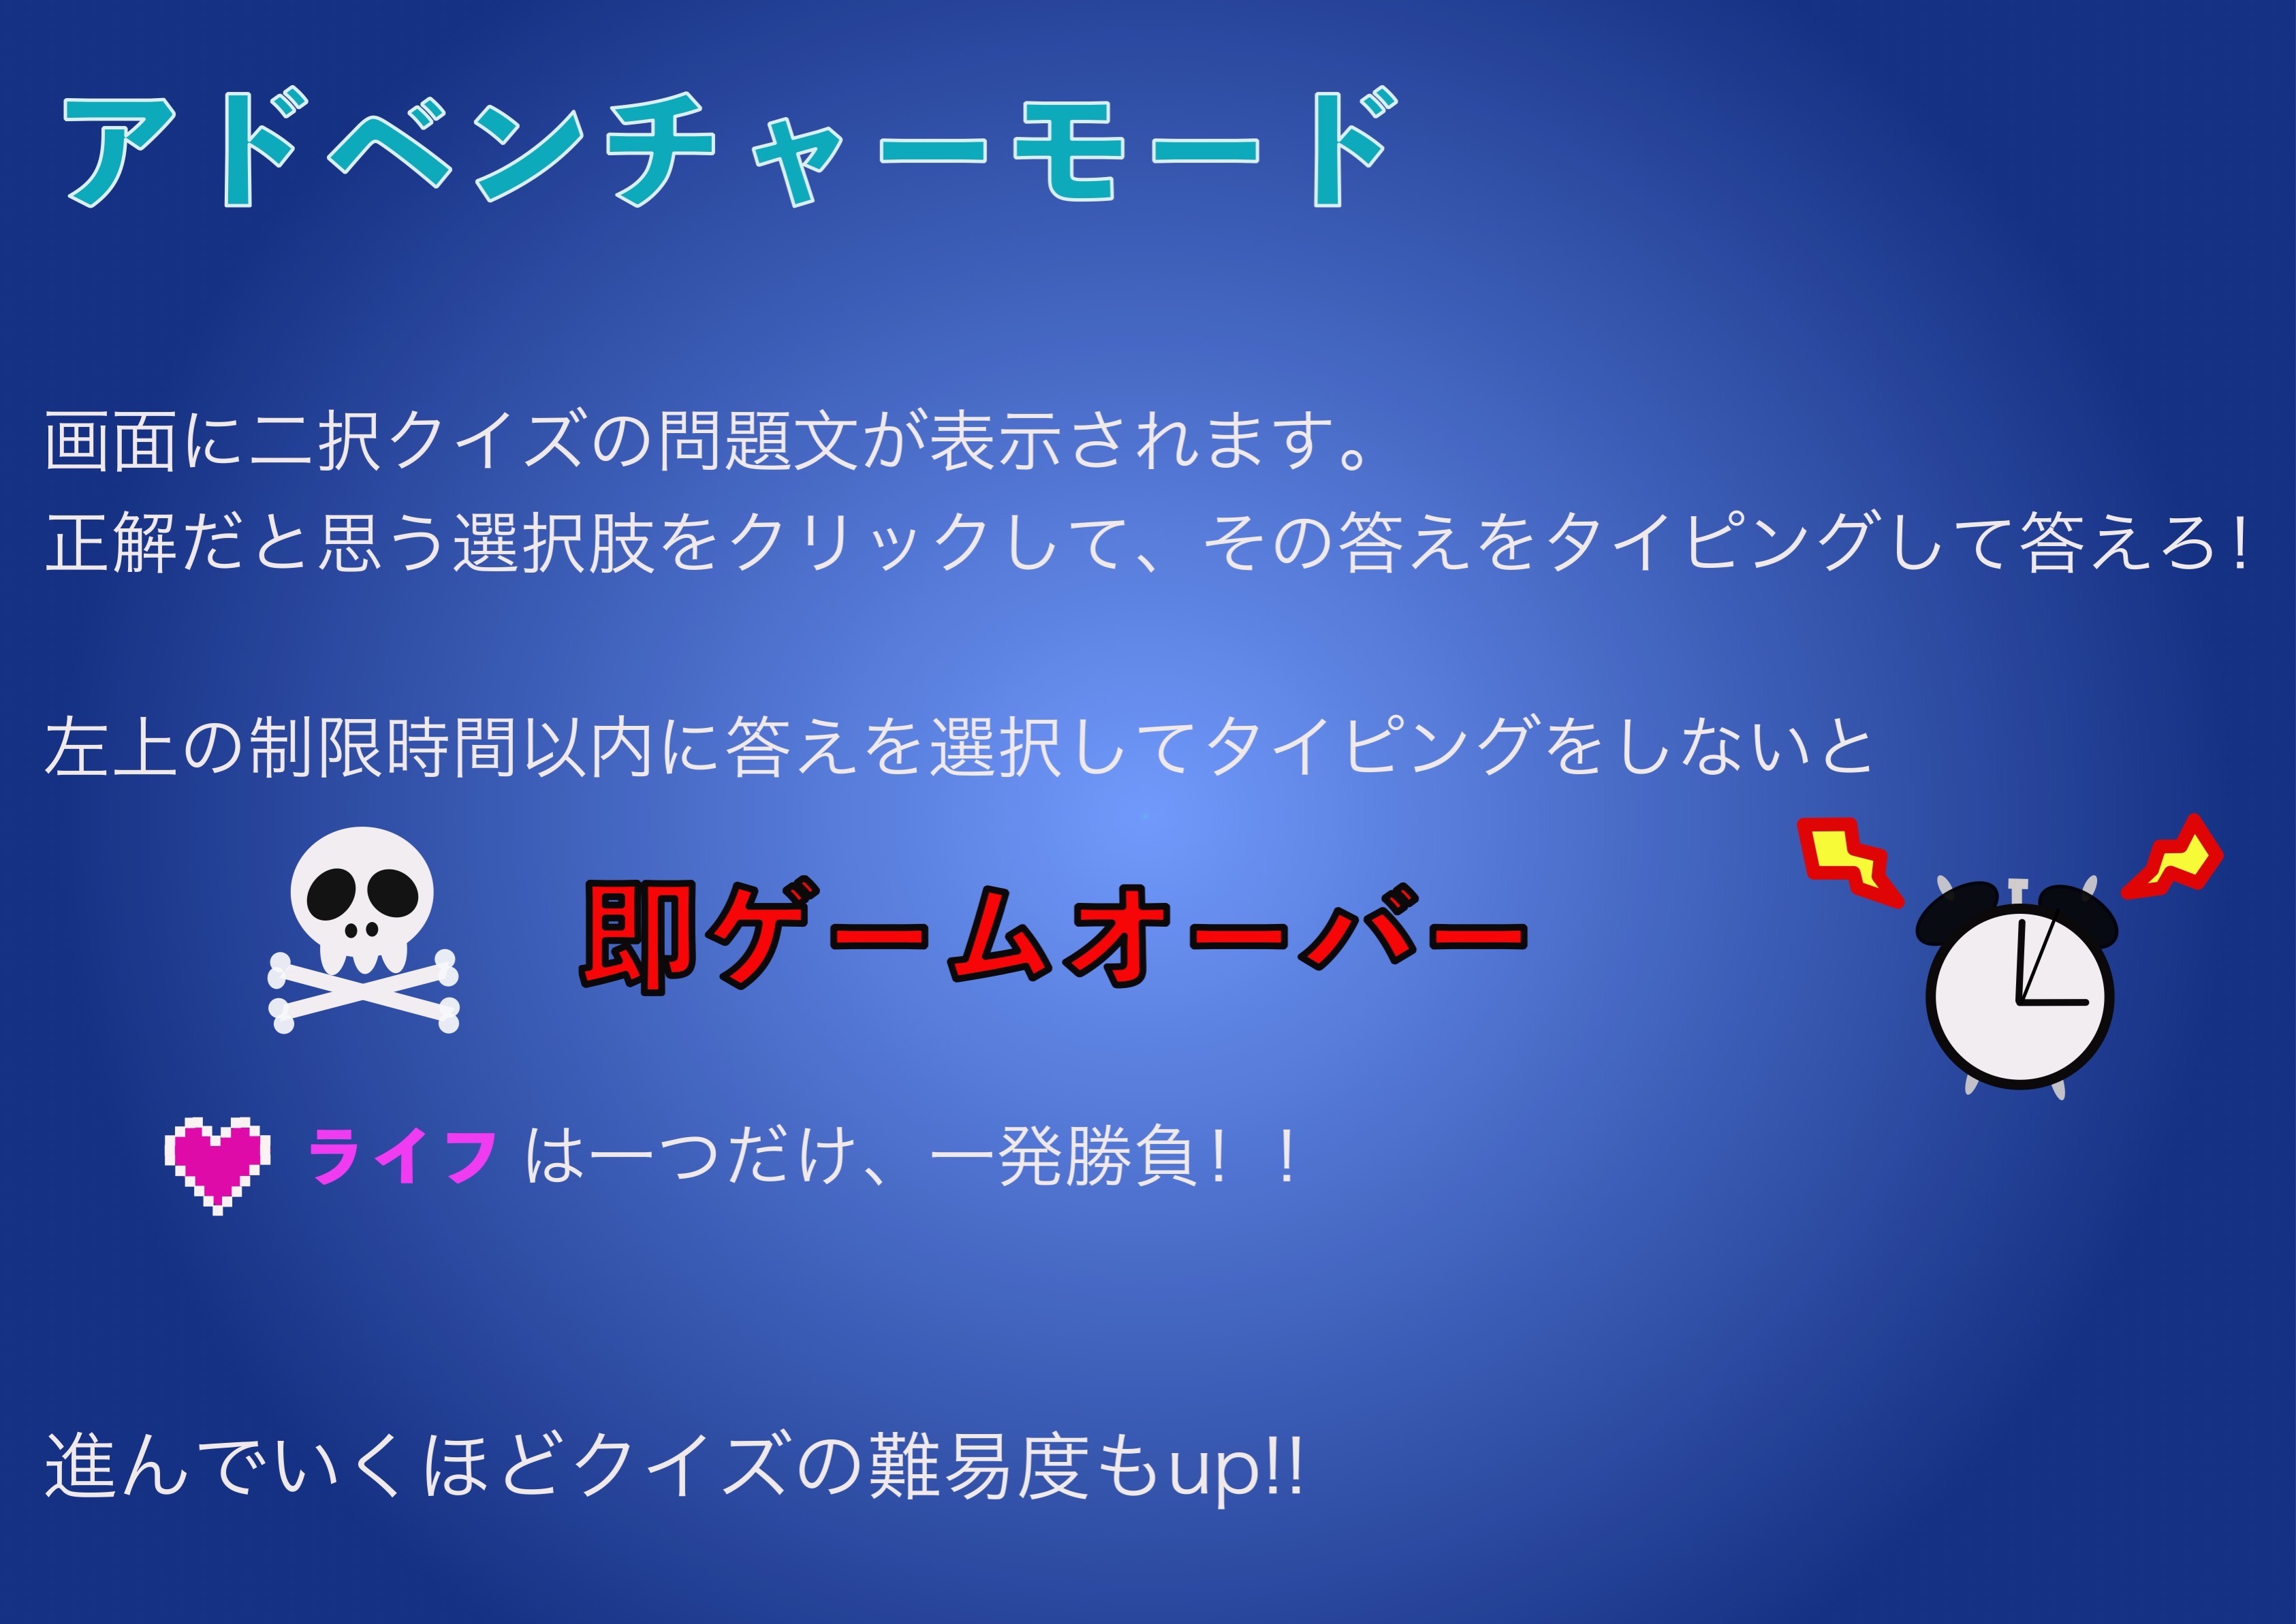 アドベンチャーモード
画面に二択クイズの問題文が表示されます。
正解だと思う選択肢をクリックして、その答えをタイピングして答えろ！
左上の制限時間以内に答えを選択してタイピングをしないと
即ゲームオーバー
ライフは一つだけ、一発勝負！！
進んでいくほどクイズの難易度もup!!